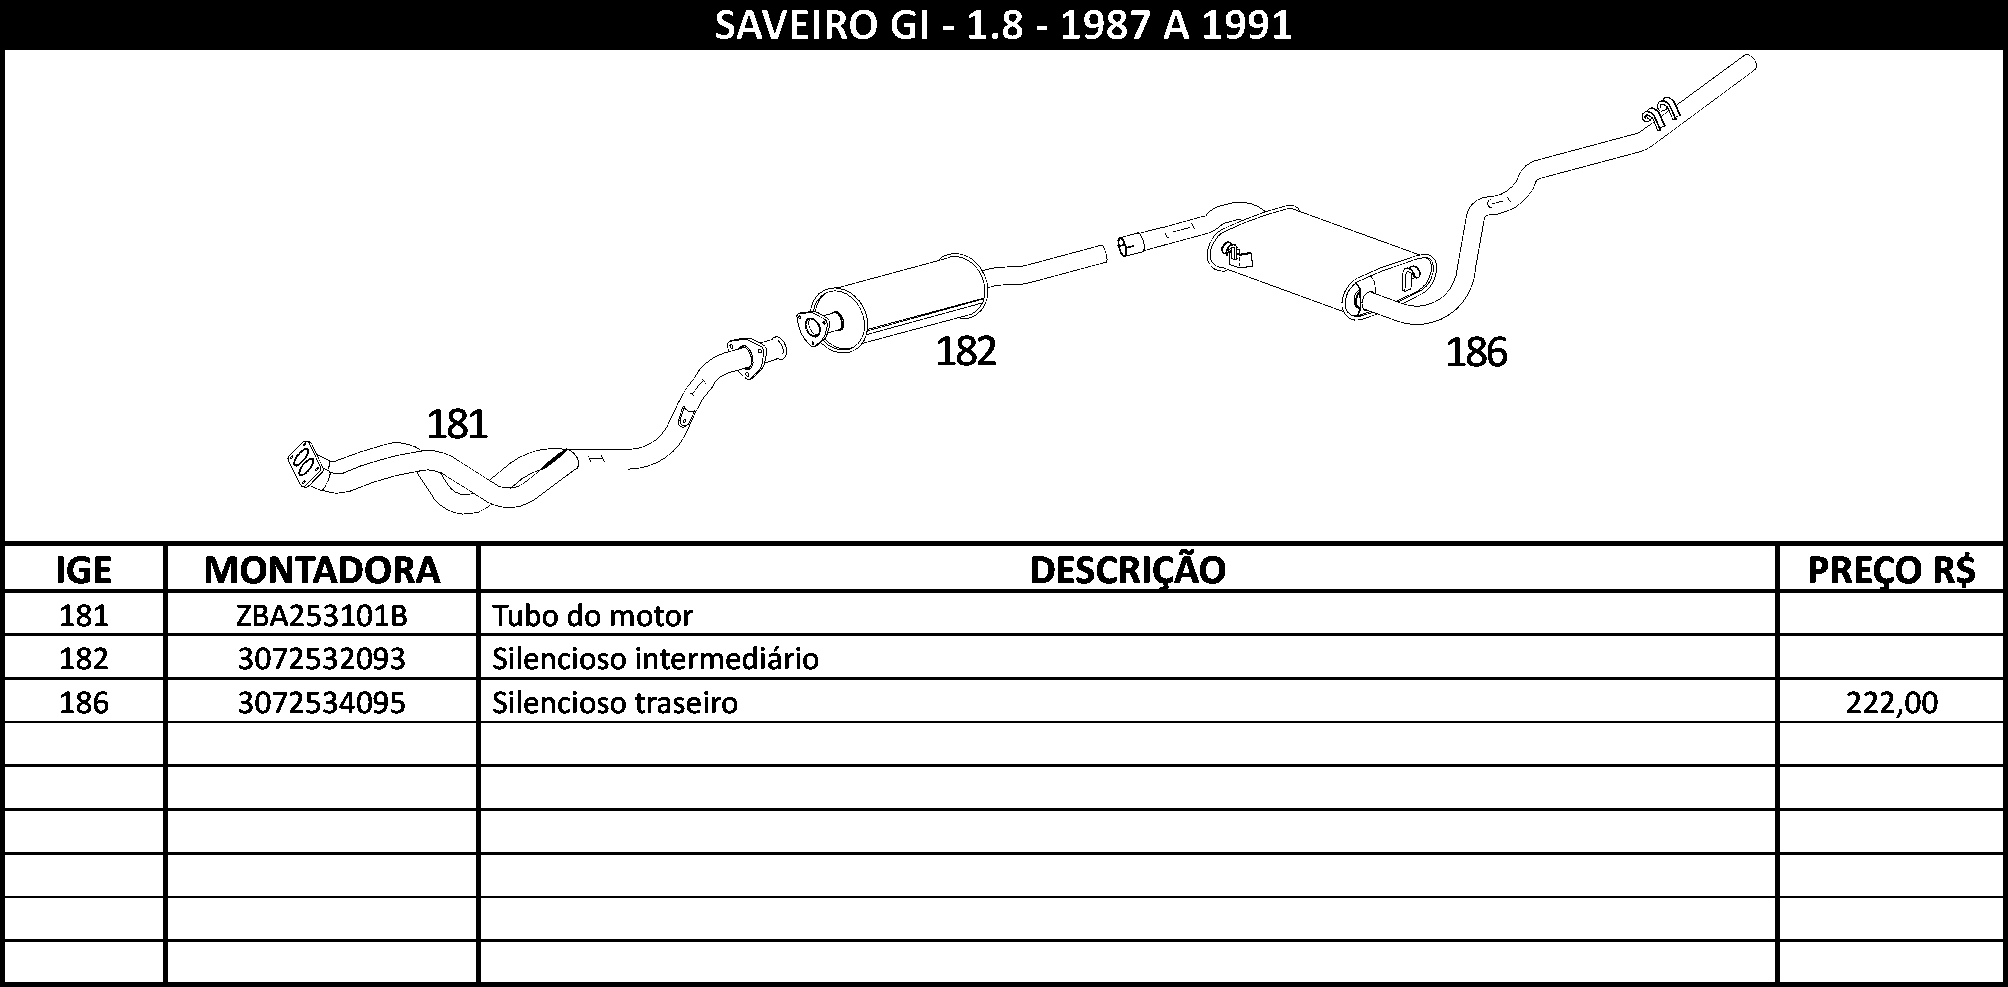 SAVEIRO GI - 1.8 - 1987 A 1991
182
186
181
IGE MONTADORA DESCRIÇÃO PREÇO R$
181 ZBA253101B Tubo do motor
182 3072532093 Silencioso intermediário
186 3072534095 Silencioso traseiro 222,00